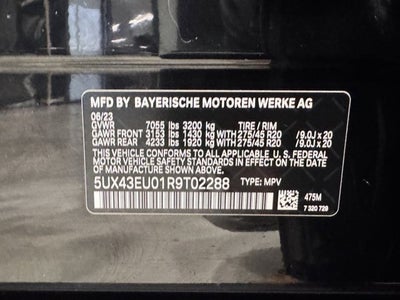 MFD BY BAYERISCHE MOTOREN WERKE AG
06/23
GVWR 7055 lbs 3200 kg TIRE / RIM
GAWR FRONT 3153 lbs 1430 kg WITH 275/45 R20 /9.0J x 20
GAWR REAR 4233 lbs 1920 kg WITH 275/45 R20 /9.0J x 20
THIS VEHICLE CONFORMS TO ALL APPLICABLE U.S. FEDERAL
MOTOR VEHICLE SAFETY STANDARDS IN EFFECT ON THE DATE OF
MANUFACTURE SHOWN ABOVE.
5UX43EU01R9T02288 TYPE: MPV
475M
7 320 729